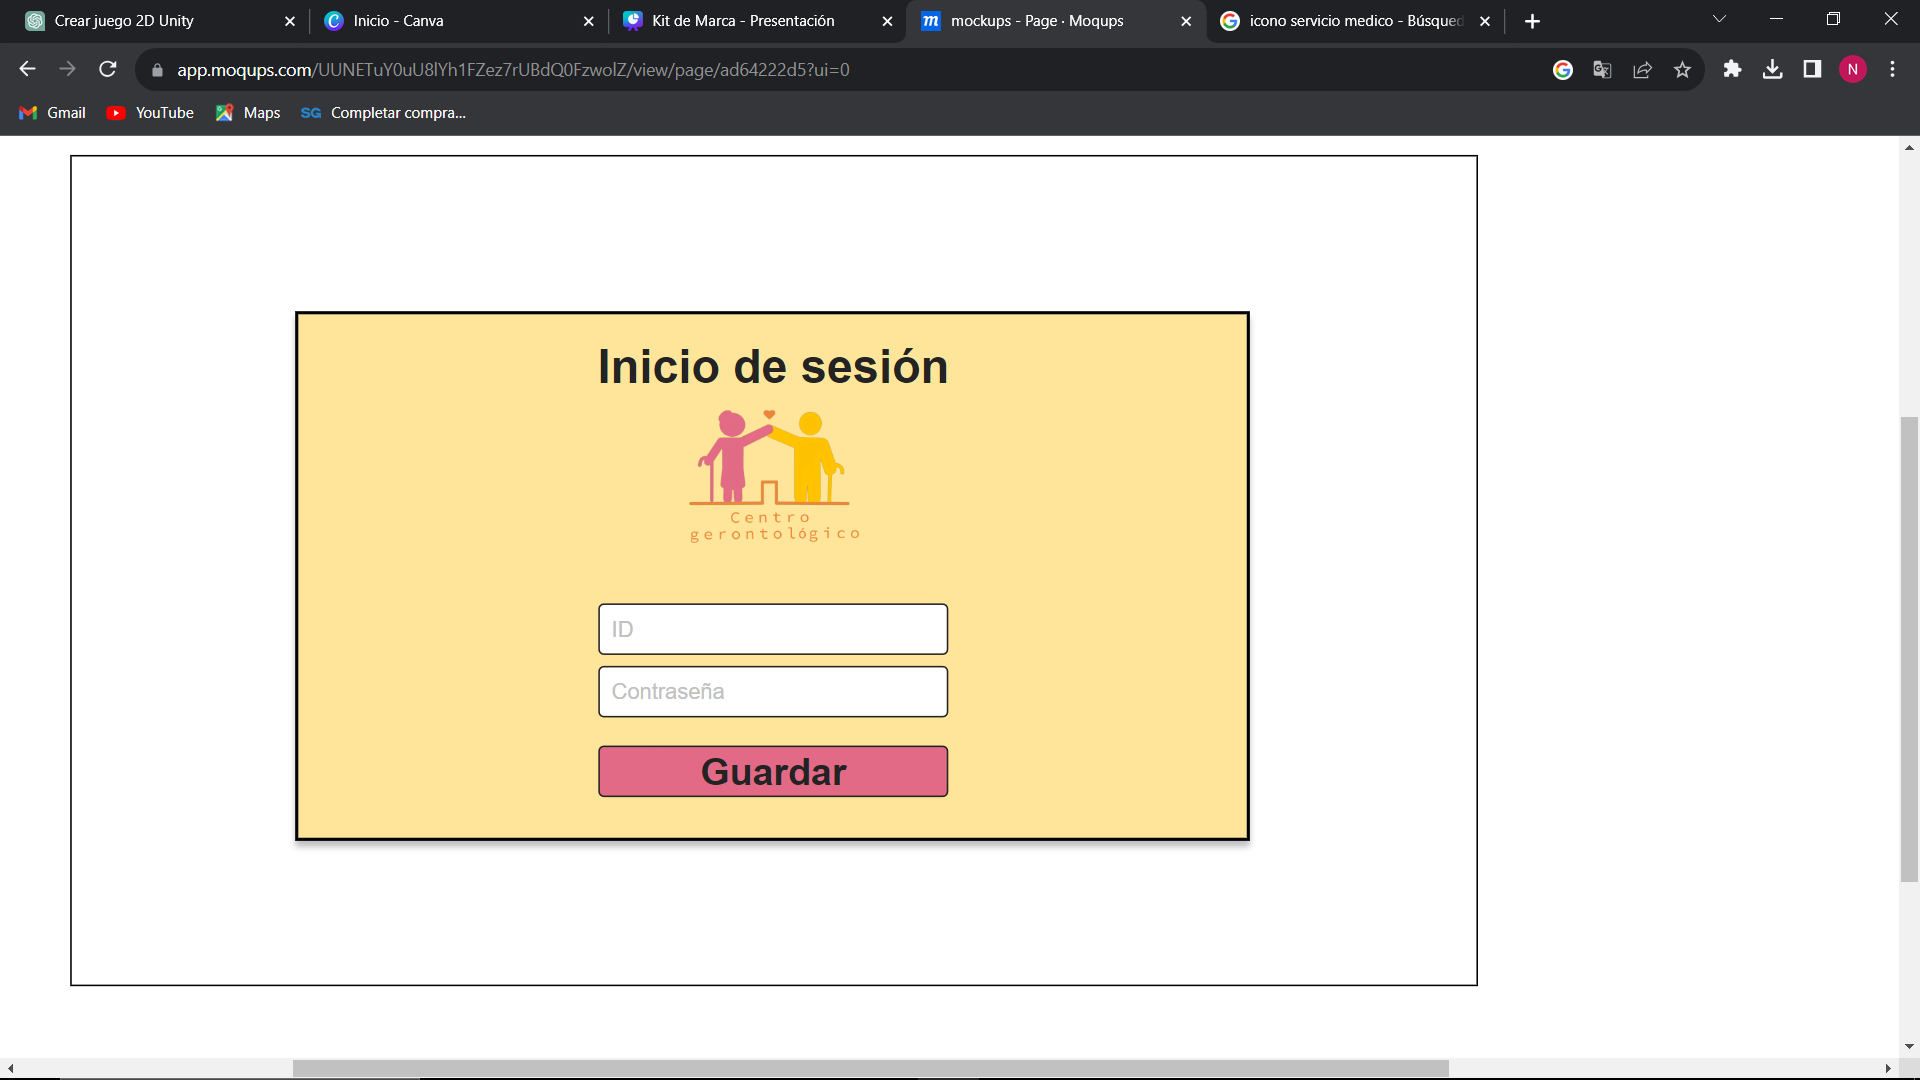 Crear juego 2D Unity
Inicio - Canva
Kit de Marca - Presentación
mockups - Page · Moqups
icono servicio medico - Búsqued
app.moqups.com/UUNETuY0uU8lYh1FZez7rUBdQ0FzwolZ/view/page/ad64222d5?ui=0
N
Gmail
YouTube
Maps
SG Completar compra...
Inicio de sesión
Centro
gerontológico
ID
Contraseña
Guardar